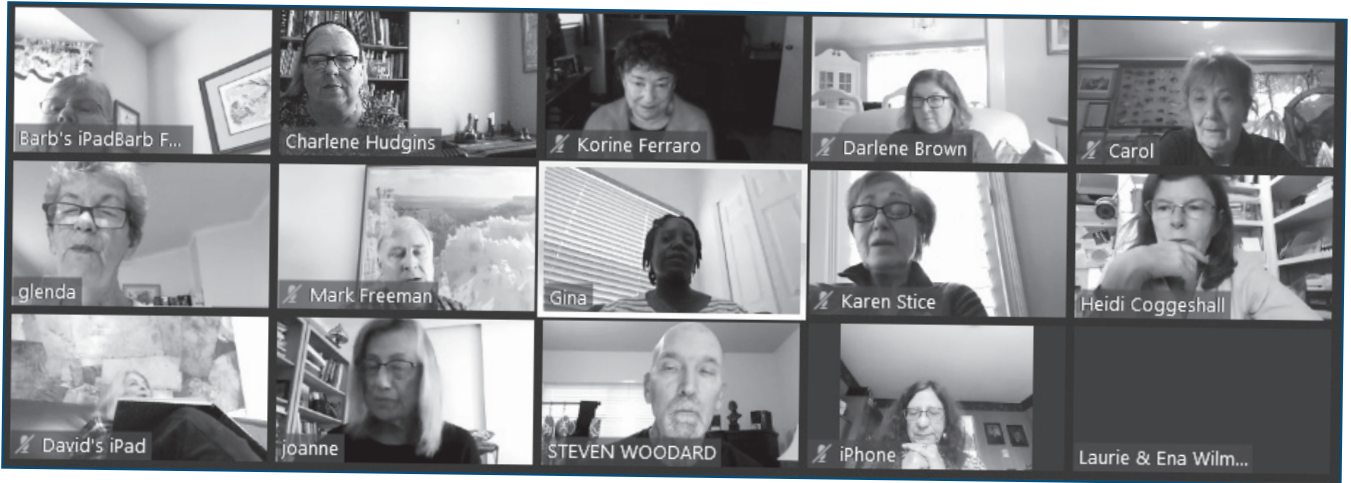 Barb's iPadBarb F...
Charlene Hudgins
Korine Ferraro
Darlene Brown
Carol
glenda
Mark Freeman
Gina
Karen Stice
Heidi Coggeshall
David's iPad
joanne
STEVEN WOODARD
iPhone
Laurie & Ena Wilm...